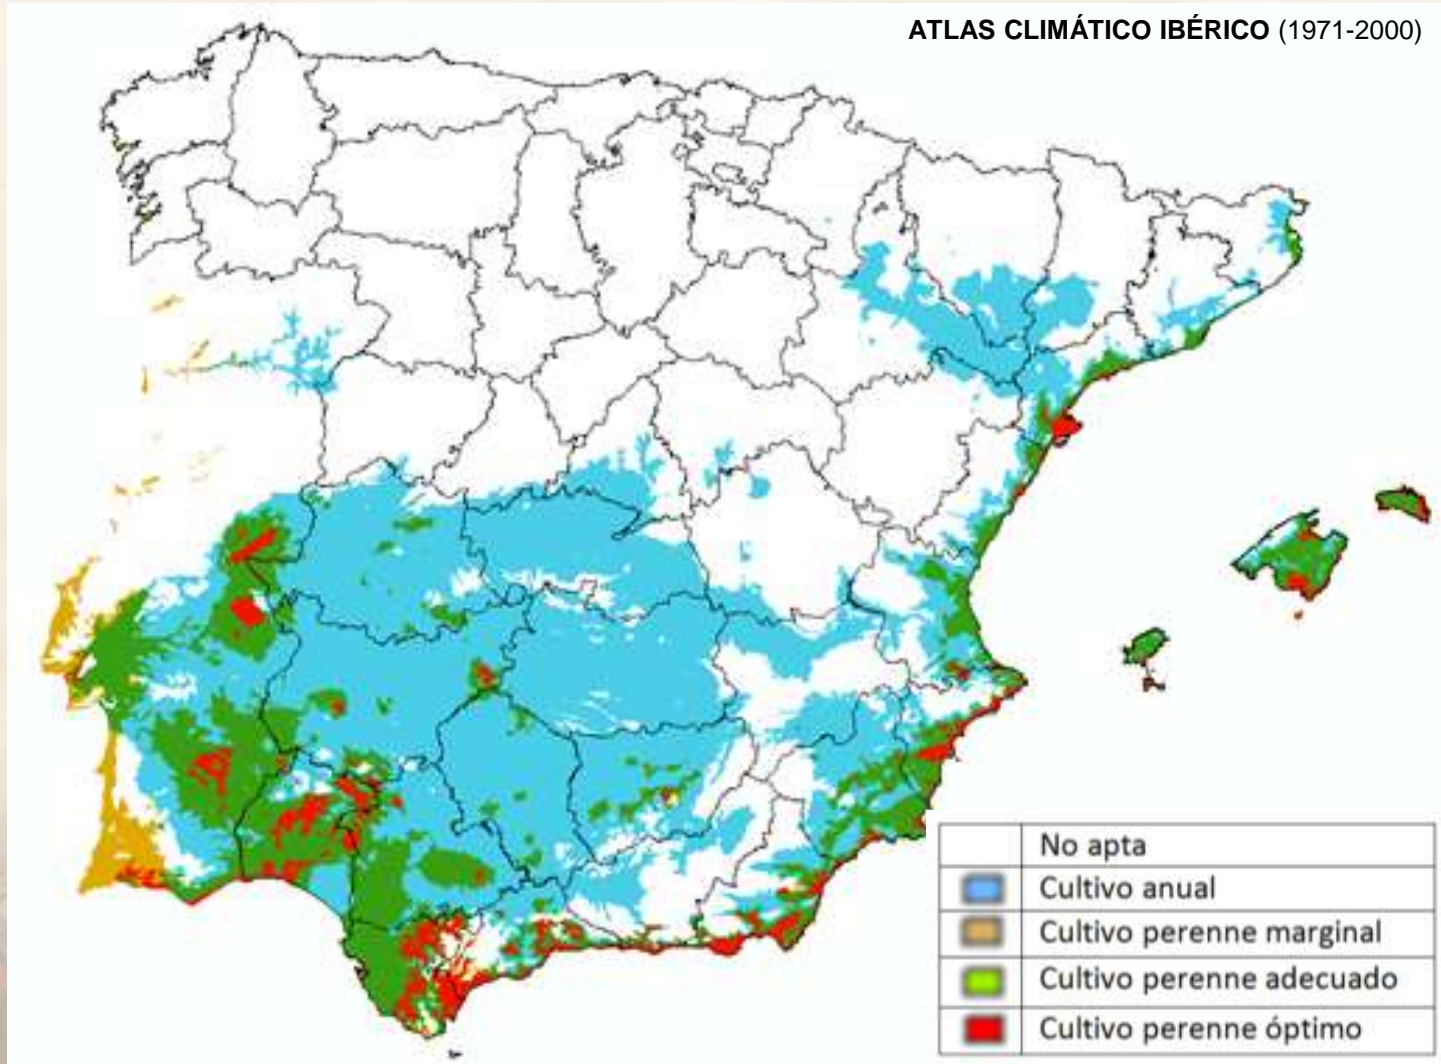 ATLAS CLIMÁTICO IBÉRICO (1971-2000)
No apta
Cultivo anual
Cultivo perenne marginal
Cultivo perenne adecuado
Cultivo perenne óptimo